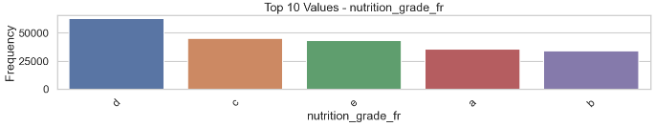 Top 10 Values - nutrition_grade_fr
Frequency
50000
25000
0
d c e a b
nutrition_grade_fr